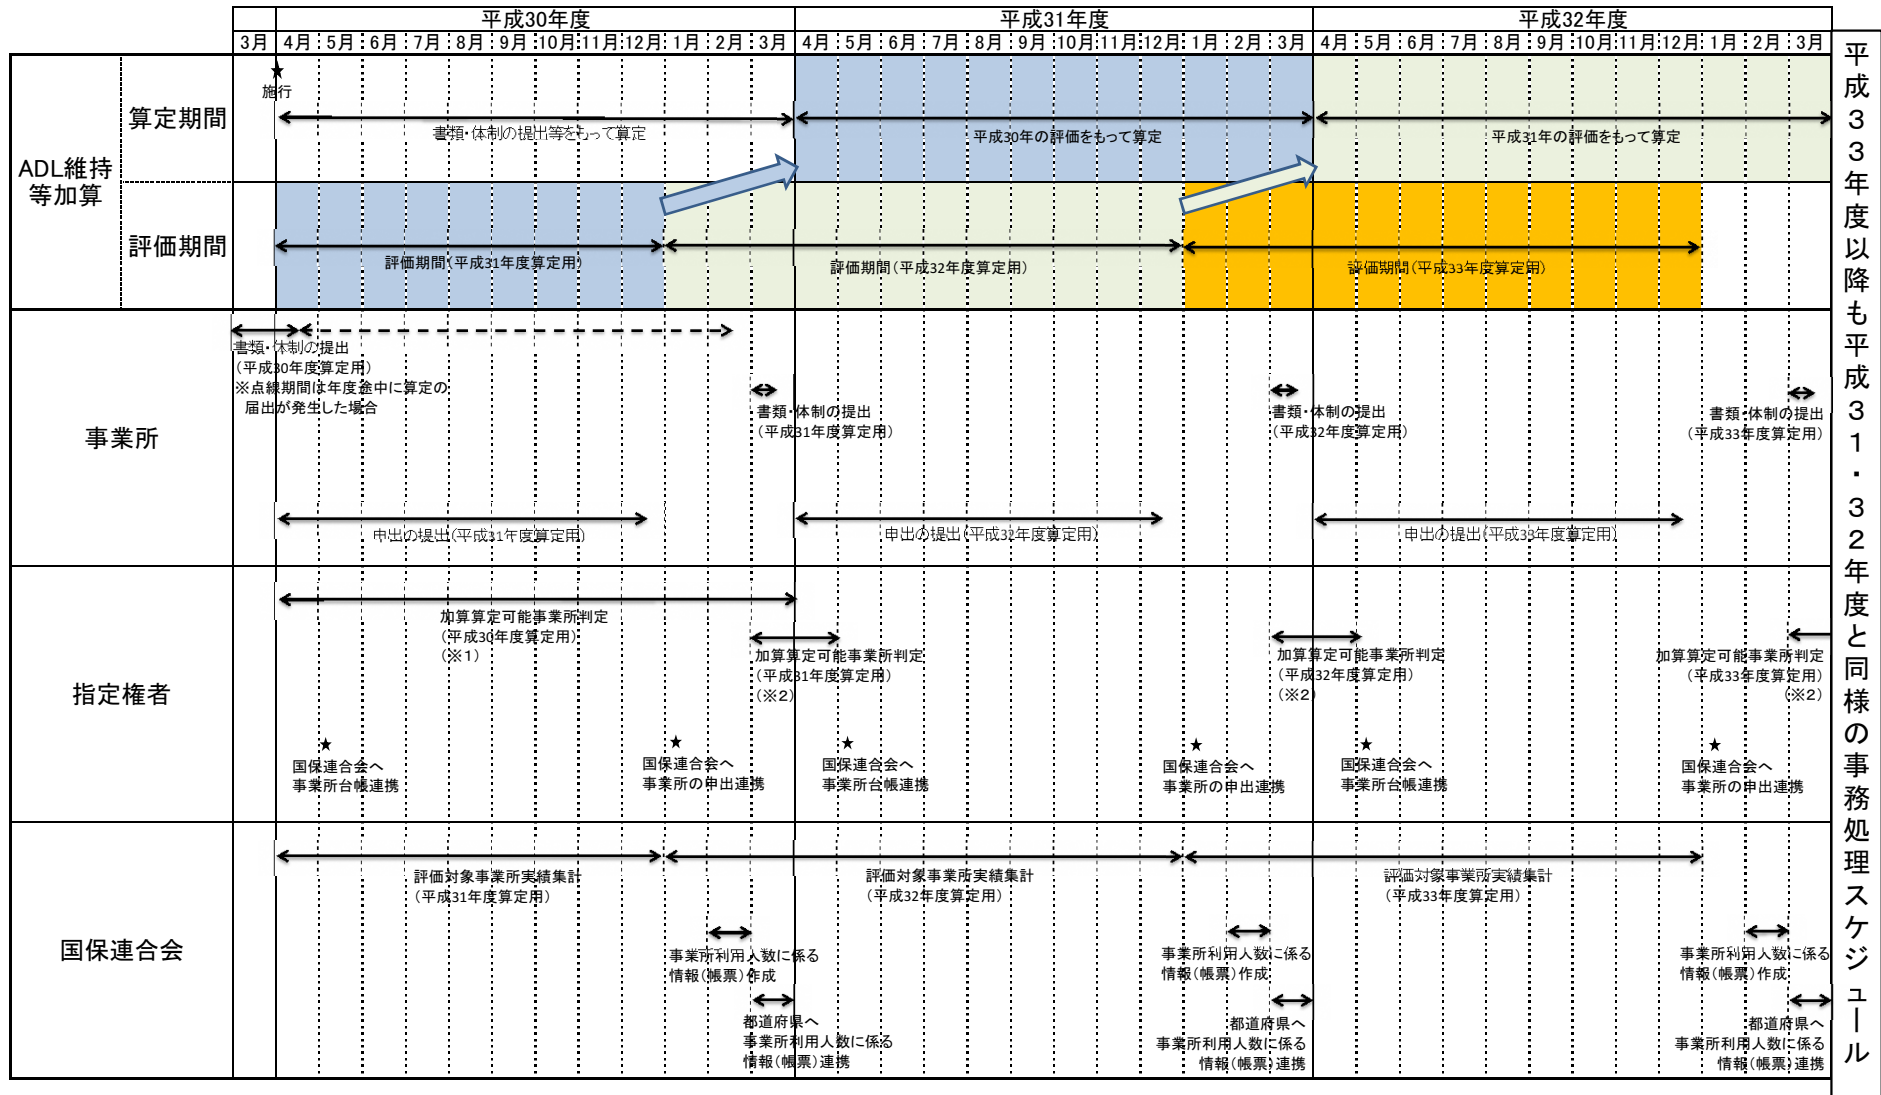 平成30年度
平成31年度
平成32年度
3月 4月 5月 6月 7月 8月 9月 10月 11月 12月 1月 2月 3月 4月 5月 6月 7月 8月 9月 10月 11月 12月 1月 2月 3月 4月 5月 6月 7月 8月 9月 10月 11月 12月 1月 2月 3月
ADL維持
等加算
算定期間
★
施行
書類・体制の提出等をもって算定
平成30年の評価をもって算定
平成31年の評価をもって算定
評価期間
評価期間(平成31年度算定用)
評価期間(平成32年度算定用)
評価期間(平成33年度算定用)
事業所
書類・体制の提出
(平成30年度算定用)
※点線期間は年度途中に算定の
届出が発生した場合
書類・体制の提出
(平成31年度算定用)
書類・体制の提出
(平成32年度算定用)
書類・体制の提出
(平成33年度算定用)
申出の提出(平成31年度算定用)
申出の提出(平成32年度算定用)
申出の提出(平成33年度算定用)
指定権者
加算算定可能事業所判定
(平成30年度算定用)
(※1)
加算算定可能事業所判定
(平成31年度算定用)
(※2)
加算算定可能事業所判定
(平成32年度算定用)
(※2)
加算算定可能事業所判定
(平成33年度算定用)
(※2)
★
国保連合会へ
事業所台帳連携
★
国保連合会へ
事業所の申出連携
★
国保連合会へ
事業所台帳連携
★
国保連合会へ
事業所の申出連携
★
国保連合会へ
事業所台帳連携
★
国保連合会へ
事業所の申出連携
国保連合会
評価対象事業所実績集計
(平成31年度算定用)
評価対象事業所実績集計
(平成32年度算定用)
評価対象事業所実績集計
(平成33年度算定用)
事業所利用人数に係る
情報(帳票)作成
事業所利用人数に係る
情報(帳票)作成
事業所利用人数に係る
情報(帳票)作成
都道府県へ
事業所利用人数に係る
情報(帳票)連携
都道府県へ
事業所利用人数に係る
情報(帳票)連携
都道府県へ
事業所利用人数に係る
情報(帳票)連携
平成33年度以降も平成31・32年度と同様の事務処理スケジュール